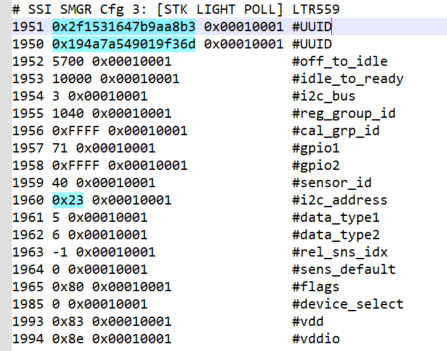 # SSI SMGR Cfg 3: [STK LIGHT POLL] LTR559
1951 0x2f1531647b9aa8b3 0x00010001 #UUID
1950 0x194a7a549019f36d 0x00010001 #UUID
1952 5700 0x00010001 #off_to_idle
1953 10000 0x00010001 #idle_to_ready
1954 3 0x00010001 #i2c_bus
1955 1040 0x00010001 #reg_group_id
1956 0xFFFF 0x00010001 #cal_grp_id
1957 71 0x00010001 #gpio1
1958 0xFFFF 0x00010001 #gpio2
1959 40 0x00010001 #sensor_id
1960 0x23 0x00010001 #i2c_address
1961 5 0x00010001 #data_type1
1962 6 0x00010001 #data_type2
1963 -1 0x00010001 #rel_sns_idx
1964 0 0x00010001 #sens_default
1965 0x80 0x00010001 #flags
1985 0 0x00010001 #device_select
1993 0x83 0x00010001 #vdd
1994 0x8e 0x00010001 #vddio